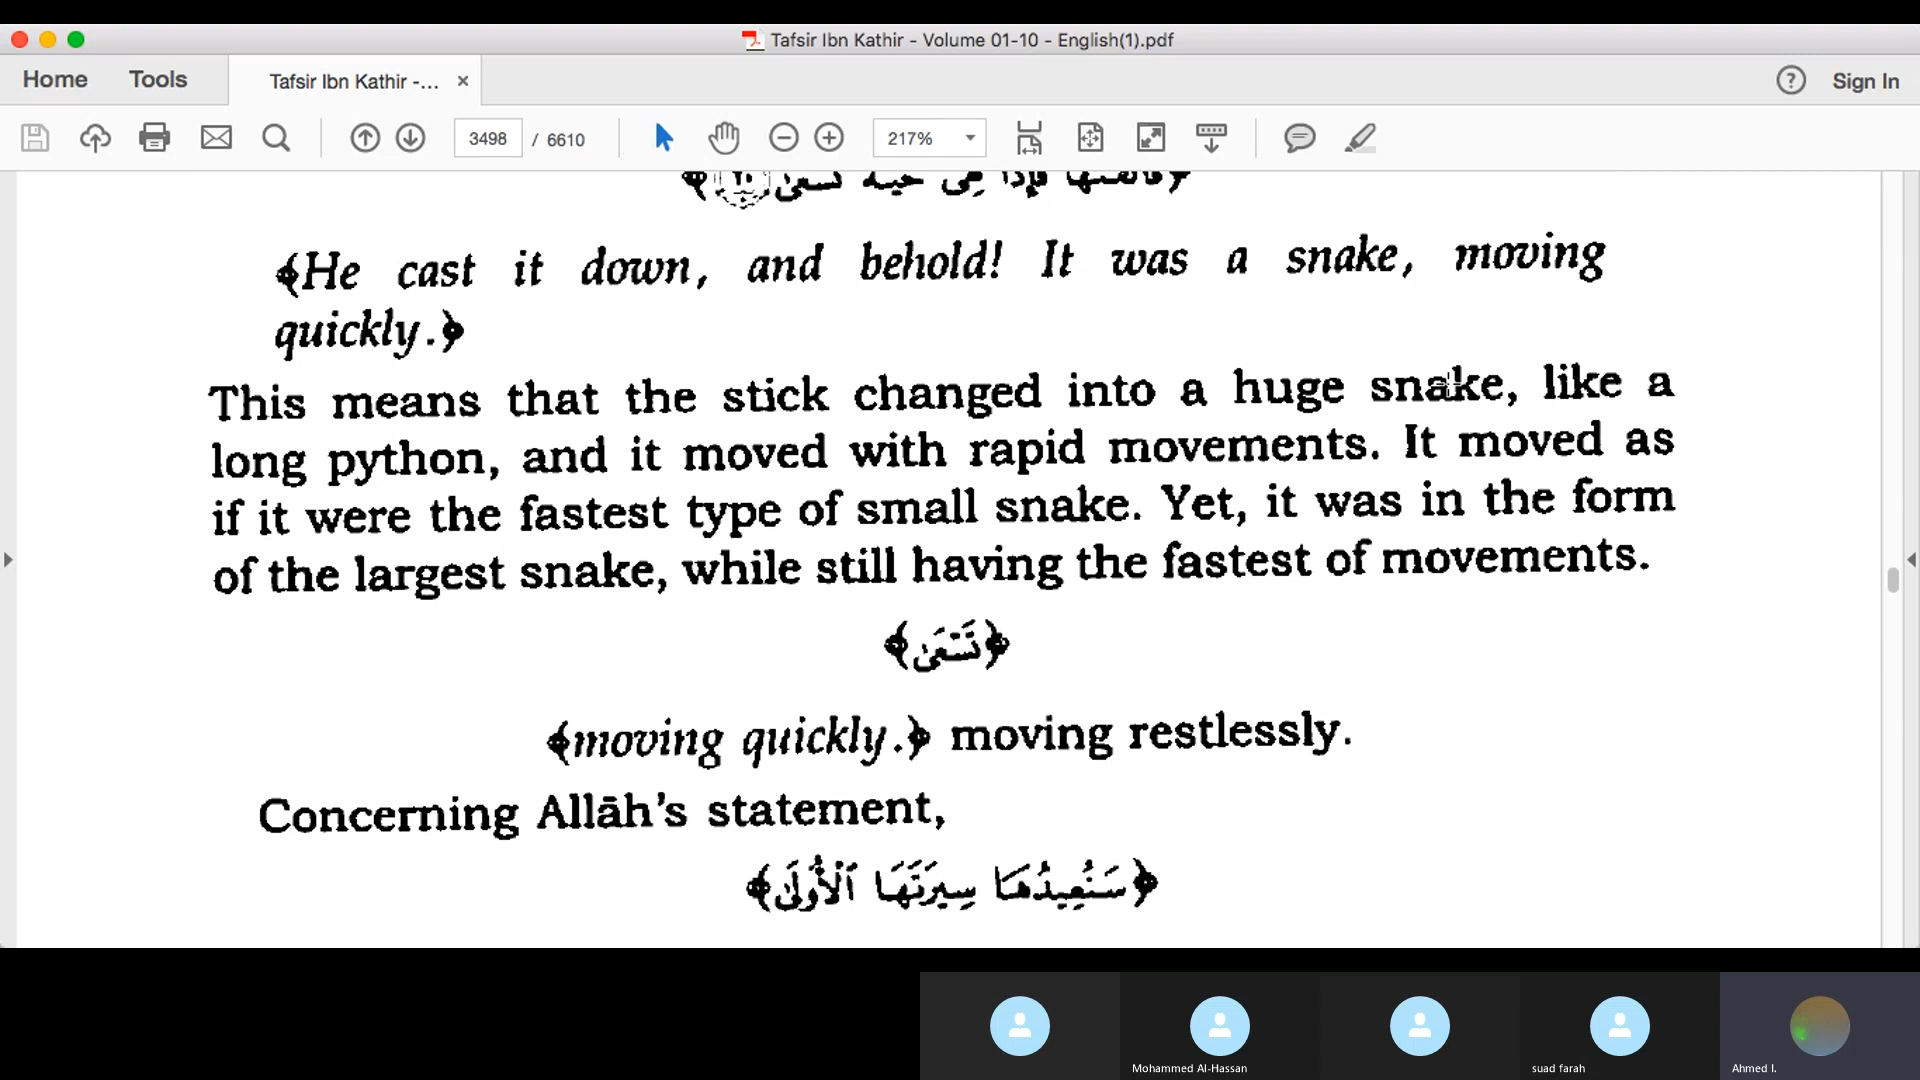 Tafsir Ibn Kathir - Volume 01-10 - English(1).pdf
Home Tools Tafsir Ibn Kathir -... × ? Sign In
3498 / 6610 217%
﴿He cast it down, and behold! It was a snake, moving
quickly.﴾
This means that the stick changed into a huge snake, like a
long python, and it moved with rapid movements. It moved as
if it were the fastest type of small snake. Yet, it was in the form
of the largest snake, while still having the fastest of movements.
﴿تَسْعَىٰ﴾
﴿moving quickly.﴾ moving restlessly.
Concerning Allāh's statement,
﴿سَنُعِيدُهَا سِيرَتَهَا ٱلْأُولَىٰ﴾
Mohammed Al-Hassan suad farah Ahmed I.